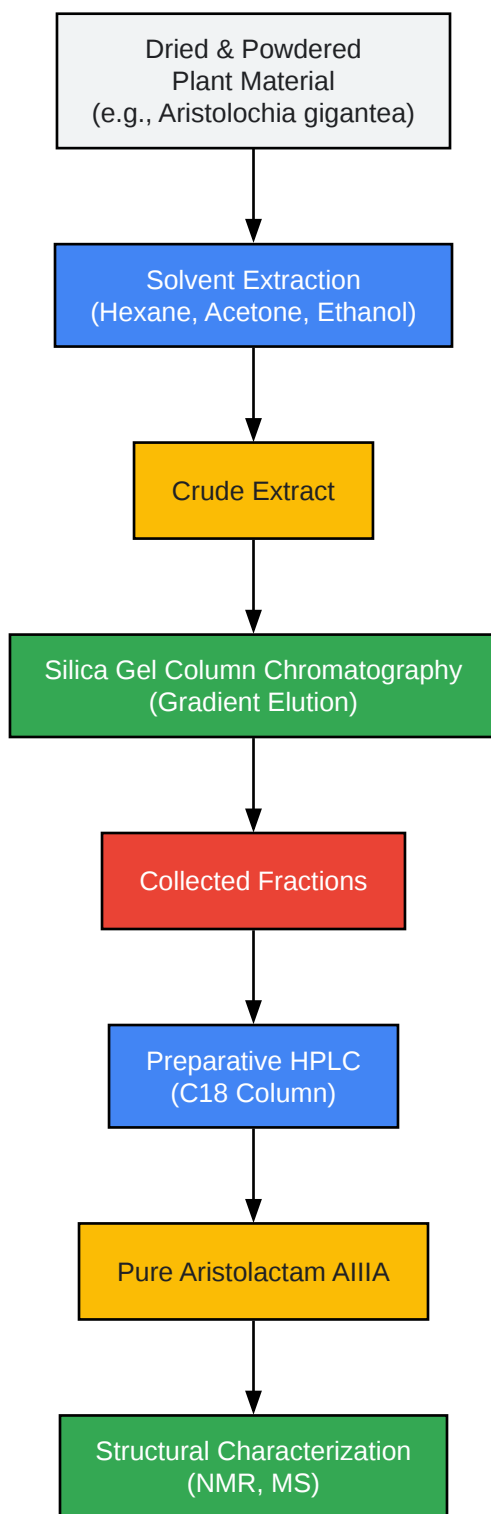 Dried & Powdered
Plant Material
(e.g., Aristolochia gigantea)
Solvent Extraction
(Hexane, Acetone, Ethanol)
Crude Extract
Silica Gel Column Chromatography
(Gradient Elution)
Collected Fractions
Preparative HPLC
(C18 Column)
Pure Aristolactam AIIIA
Structural Characterization
(NMR, MS)